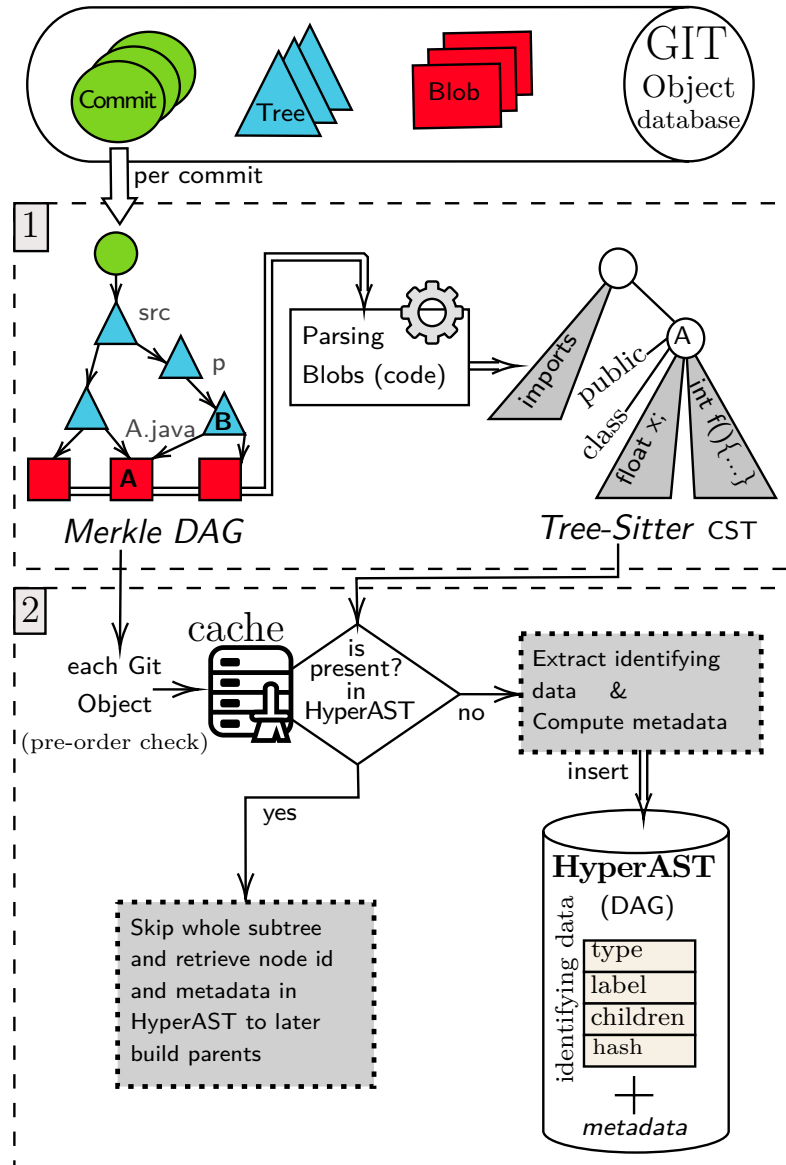 GIT
Object
database
Commit
Tree
Blob
per commit
1
src
p
A.java
B
A
Merkle DAG
Parsing
Blobs (code)
imports
A
public
class
float x;
int f(){...}
Tree-Sitter CST
2
cache
each Git
Object
(pre-order check)
is
present?
in
HyperAST
no
yes
Extract identifying
data &
Compute metadata
insert
Skip whole subtree
and retrieve node id
and metadata in
HyperAST to later
build parents
HyperAST
(DAG)
identifying data
type
label
children
hash
+
metadata